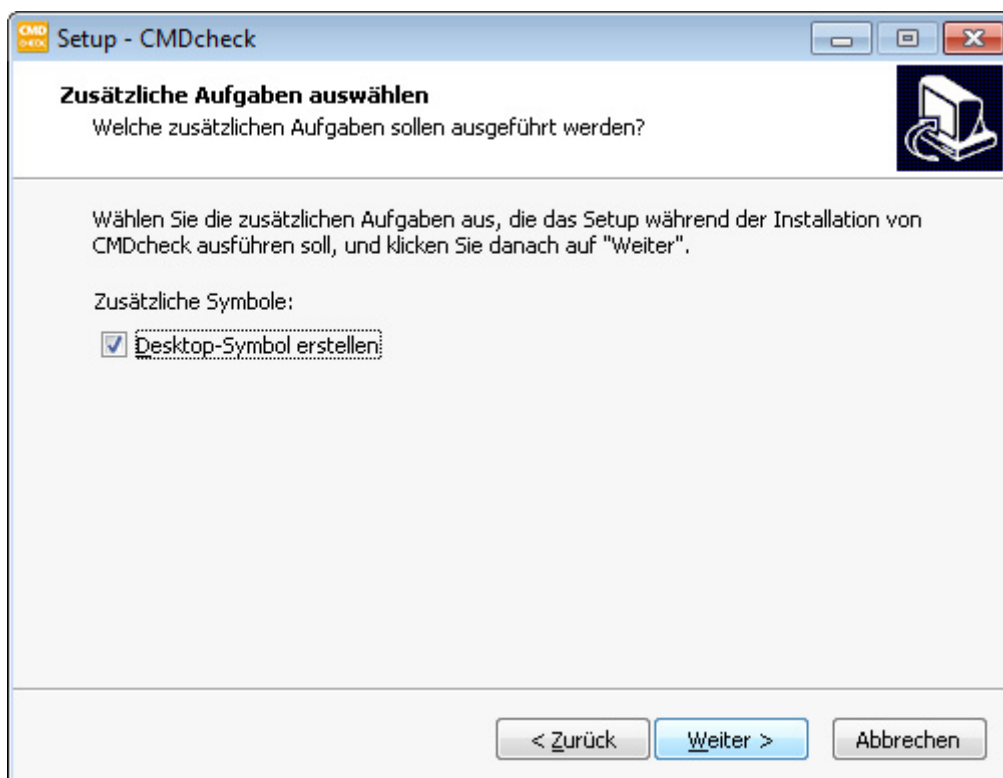 CMD
CHECK
Setup - CMDcheck
Zusätzliche Aufgaben auswählen
Welche zusätzlichen Aufgaben sollen ausgeführt werden?
Wählen Sie die zusätzlichen Aufgaben aus, die das Setup während der Installation von
CMDcheck ausführen soll, und klicken Sie danach auf "Weiter".
Zusätzliche Symbole:
Desktop-Symbol erstellen
< Zurück
Weiter >
Abbrechen